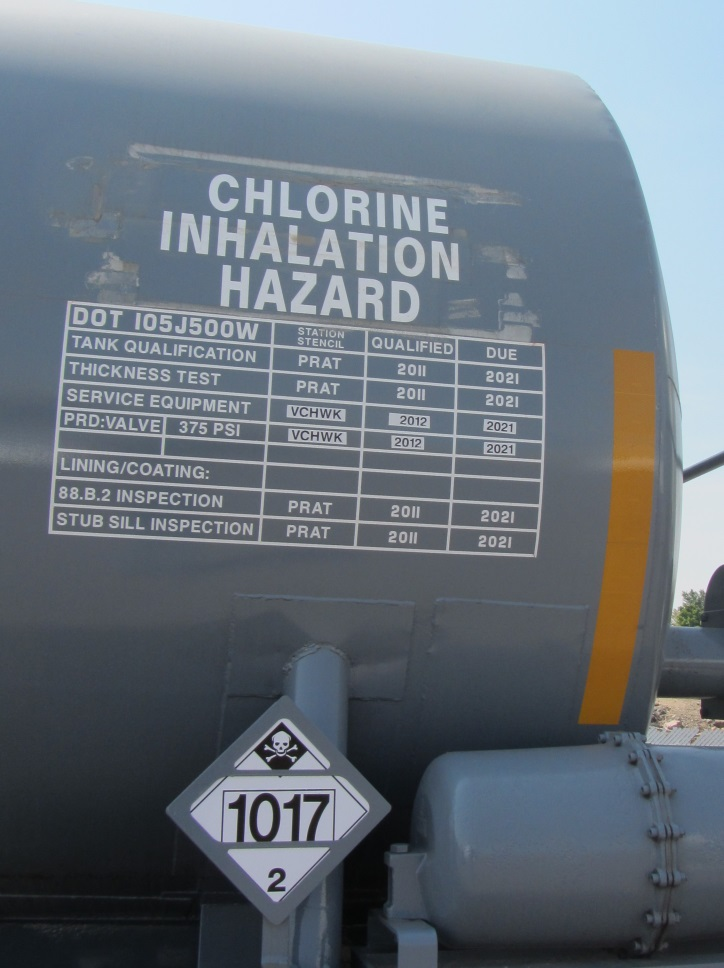 CHLORINE
INHALATION
HAZARD
DOT 105J500W STATION STENCIL QUALIFIED DUE
TANK QUALIFICATION PRAT 2011 2021
THICKNESS TEST PRAT 2011 2021
SERVICE EQUIPMENT VCHWK 2012 2021
PRD:VALVE 375 PSI VCHWK 2012 2021
LINING/COATING:
88.B.2 INSPECTION PRAT 2011 2021
STUB SILL INSPECTION PRAT 2011 2021
1017
2